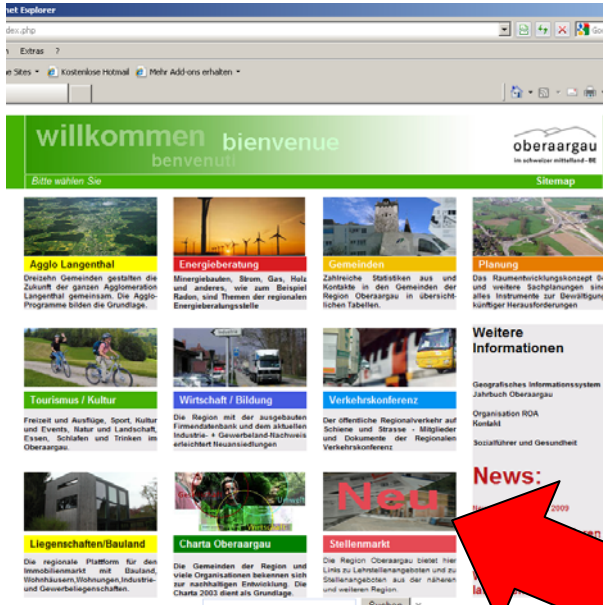 net Explorer
dex.php
Extras ?
e Sites Kostenlose Hotmail Mehr Add-ons erhalten
willkommen bienvenue
benvenuti
oberaargau
im schweizer mittelland - BE
Bitte wählen Sie
Sitemap
Agglo Langenthal
Dreizehn Gemeinden gestalten die
Zukunft der ganzen Agglomeration
Langenthal gemeinsam. Die Agglo-
Programme bilden die Grundlage.
Energieberatung
Minergiebauten, Strom, Gas, Holz
und anderes, wie zum Beispiel
Radon, sind Themen der regionalen
Energieberatungsstelle
Gemeinden
Zahlreiche Statistiken aus und
Kontakte in den Gemeinden der
Region Oberaargau in übersicht-
lichen Tabellen.
Planung
Das Raumentwicklungskonzept
und weitere Sachplanungen sin
alles Instrumente zur Bewältigung
künftiger Herausforderungen
Tourismus / Kultur
Freizeit und Ausflüge, Sport, Kultur
und Events, Natur und Landschaft,
Essen, Schlafen und Trinken im
Oberaargau.
Industrie
Wirtschaft / Bildung
Die Region mit der ausgebauten
Firmendatenbank und dem aktuellen
Industrie- + Gewerbeland-Nachweis
erleichtert Neuansiedlungen
Verkehrskonferenz
Der öffentliche Regionalverkehr auf
Schiene und Strasse - Mitglieder
und Dokumente der Regionalen
Verkehrskonferenz
Weitere
Informationen
Geografisches Informationssystem
Jahrbuch Oberaargau
Organisation ROA
Kontakt
Sozialführer und Gesundheit
News:
2009
Liegenschaften/Bauland
Die regionale Plattform für den
Immobilienmarkt mit Bauland,
Wohnhäusern,Wohnungen,Industrie-
und Gewerbeliegenschaften.
Umwelt
Wirtschaft
Charta Oberaargau
Die Gemeinden der Region und
viele Organisationen bekennen sich
zur nachhaltigen Entwicklung. Die
Charta 2003 dient als Grundlage.
Neu
Stellenmarkt
Die Region Oberaargau bietet hier
Links zu Lehrstellenangeboten und zu
Stellenangeboten aus der näheren
und weiteren Region.
Suchen